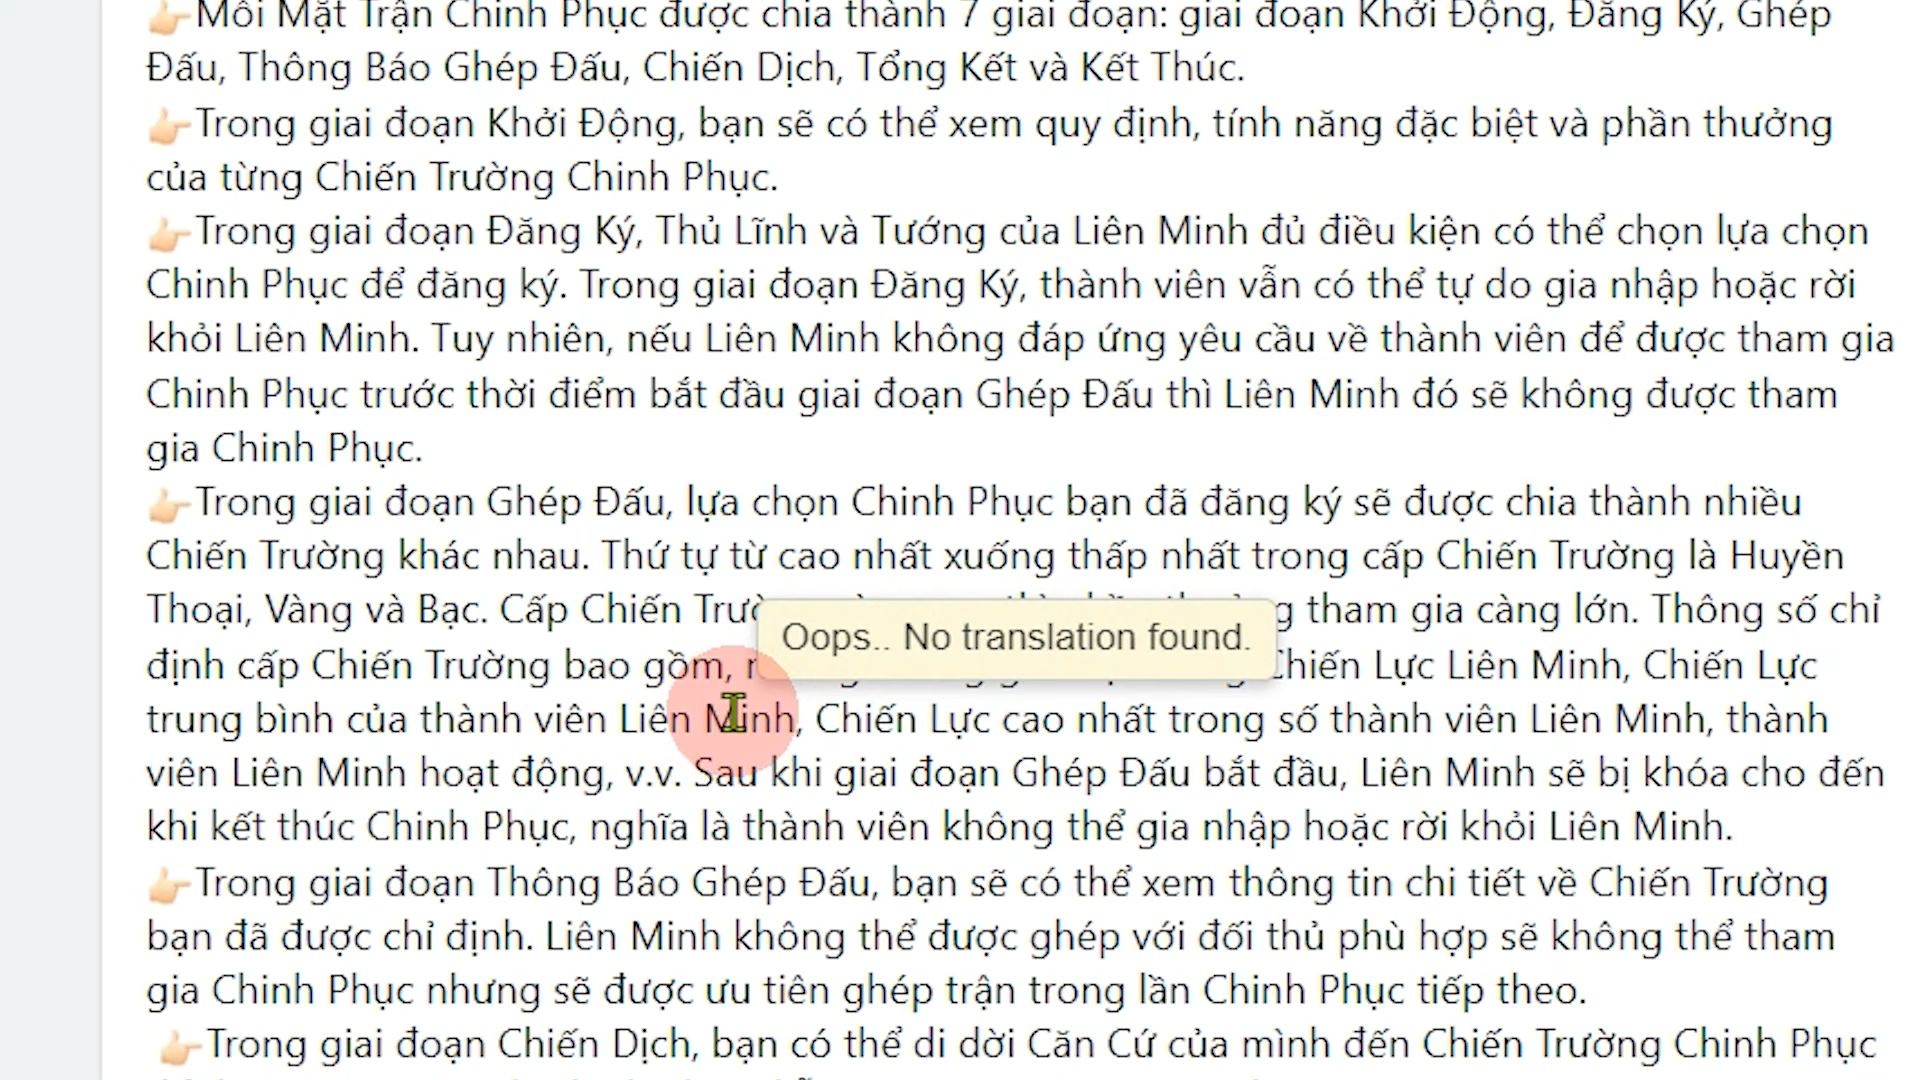 👉🏻Mỗi Mặt Trận Chinh Phục được chia thành 7 giai đoạn: giai đoạn Khởi Động, Đăng Ký, Ghép
Đấu, Thông Báo Ghép Đấu, Chiến Dịch, Tổng Kết và Kết Thúc.
👉🏻Trong giai đoạn Khởi Động, bạn sẽ có thể xem quy định, tính năng đặc biệt và phần thưởng
của từng Chiến Trường Chinh Phục.
👉🏻Trong giai đoạn Đăng Ký, Thủ Lĩnh và Tướng của Liên Minh đủ điều kiện có thể chọn lựa chọn
Chinh Phục để đăng ký. Trong giai đoạn Đăng Ký, thành viên vẫn có thể tự do gia nhập hoặc rời
khỏi Liên Minh. Tuy nhiên, nếu Liên Minh không đáp ứng yêu cầu về thành viên để được tham gia
Chinh Phục trước thời điểm bắt đầu giai đoạn Ghép Đấu thì Liên Minh đó sẽ không được tham
gia Chinh Phục.
👉🏻Trong giai đoạn Ghép Đấu, lựa chọn Chinh Phục bạn đã đăng ký sẽ được chia thành nhiều
Chiến Trường khác nhau. Thứ tự từ cao nhất xuống thấp nhất trong cấp Chiến Trường là Huyền
Thoại, Vàng và Bạc. Cấp Chiến tham gia càng lớn. Thông số chỉ
Oops.. No translation found.
định cấp Chiến Trường bao gồm, Chiến Lực Liên Minh, Chiến Lực
trung bình của thành viên Liên Minh, Chiến Lực cao nhất trong số thành viên Liên Minh, thành
viên Liên Minh hoạt động, v.v. Sau khi giai đoạn Ghép Đấu bắt đầu, Liên Minh sẽ bị khóa cho đến
khi kết thúc Chinh Phục, nghĩa là thành viên không thể gia nhập hoặc rời khỏi Liên Minh.
👉🏻Trong giai đoạn Thông Báo Ghép Đấu, bạn sẽ có thể xem thông tin chi tiết về Chiến Trường
bạn đã được chỉ định. Liên Minh không thể được ghép với đối thủ phù hợp sẽ không thể tham
gia Chinh Phục nhưng sẽ được ưu tiên ghép trận trong lần Chinh Phục tiếp theo.
👉🏻Trong giai đoạn Chiến Dịch, bạn có thể di dời Căn Cứ của mình đến Chiến Trường Chinh Phục